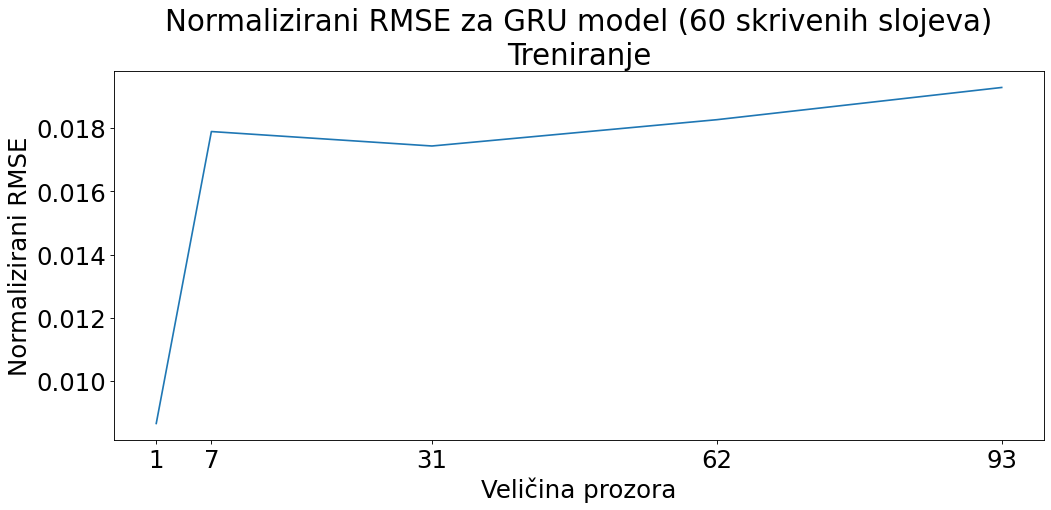 Normalizirani RMSE za GRU model (60 skrivenih slojeva)
Treniranje
Normalizirani RMSE
0.018
0.016
0.014
0.012
0.010
1 7 31 62 93
Veličina prozora